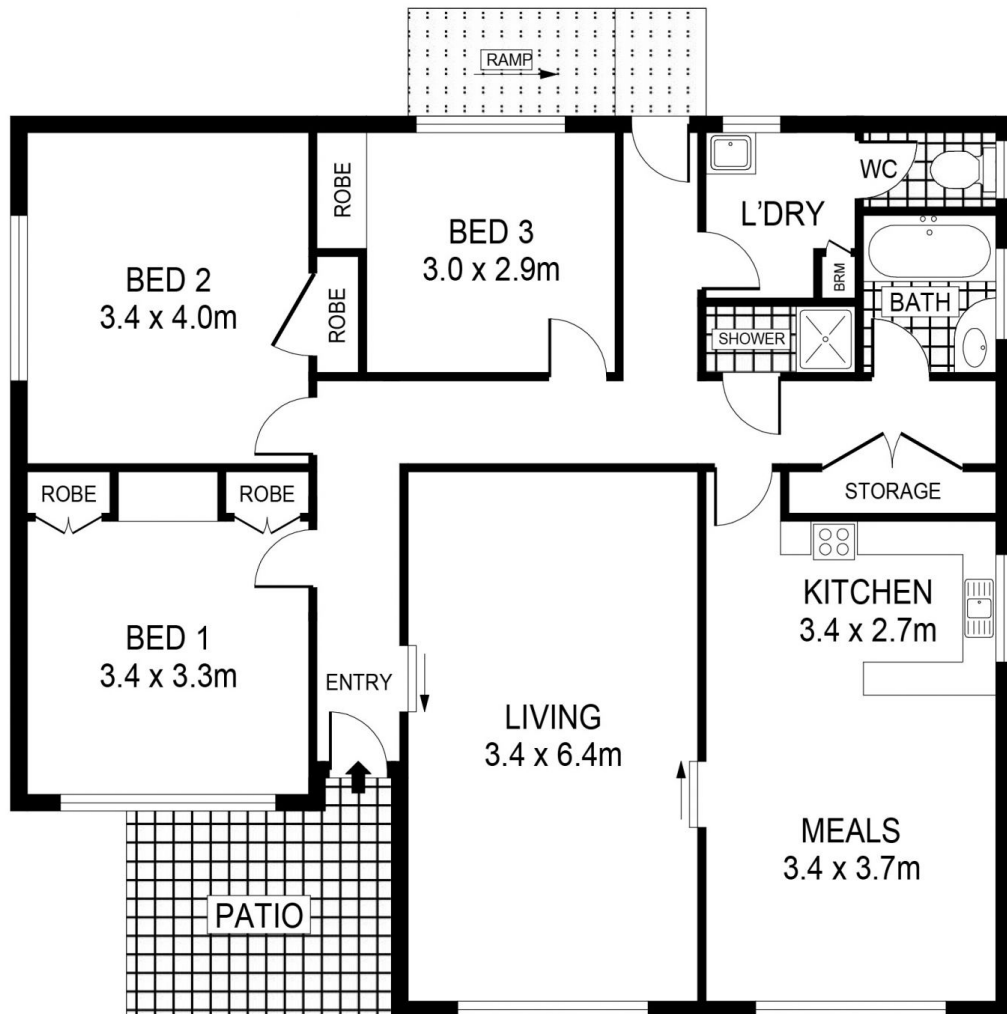 RAMP
ROBE
BED 3
3.0 x 2.9m
WC
L'DRY
BED 2
3.4 x 4.0m
ROBE
BRM
BATH
SHOWER
ROBE
ROBE
STORAGE
KITCHEN
3.4 x 2.7m
BED 1
3.4 x 3.3m
ENTRY
LIVING
3.4 x 6.4m
MEALS
3.4 x 3.7m
PATIO